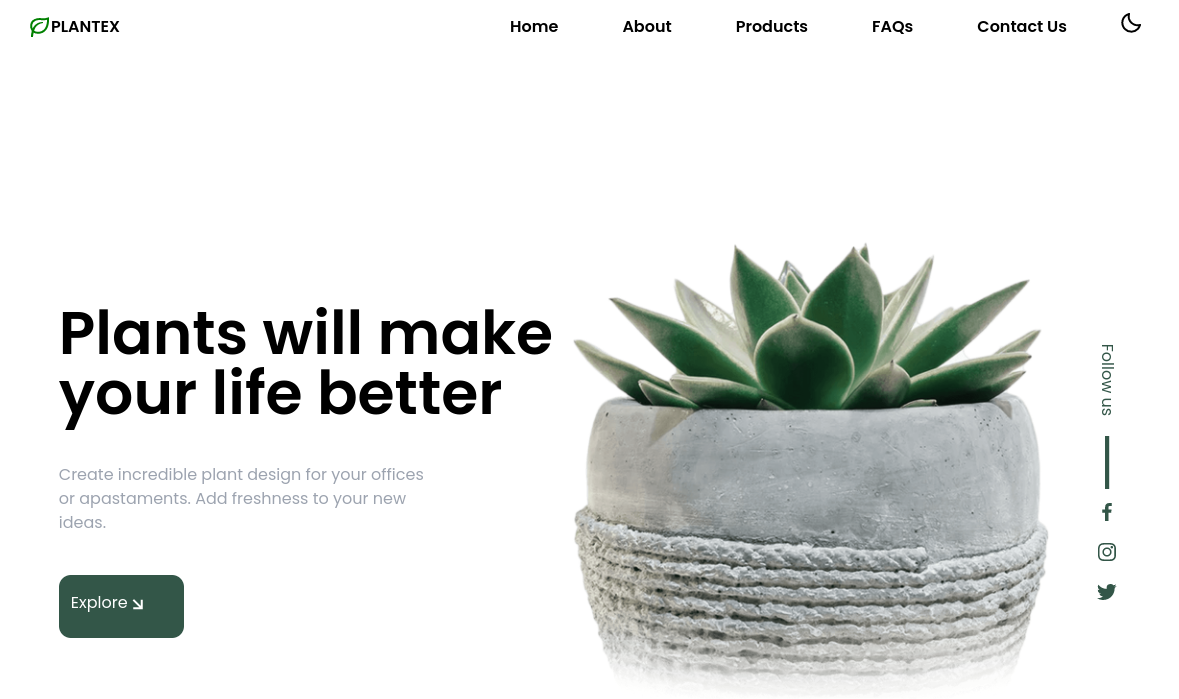 PLANTEX
Home
About
Products
FAQs
Contact Us
Plants will make
your life better
Create incredible plant design for your offices
or apastaments. Add freshness to your new
ideas.
Explore
Follow us